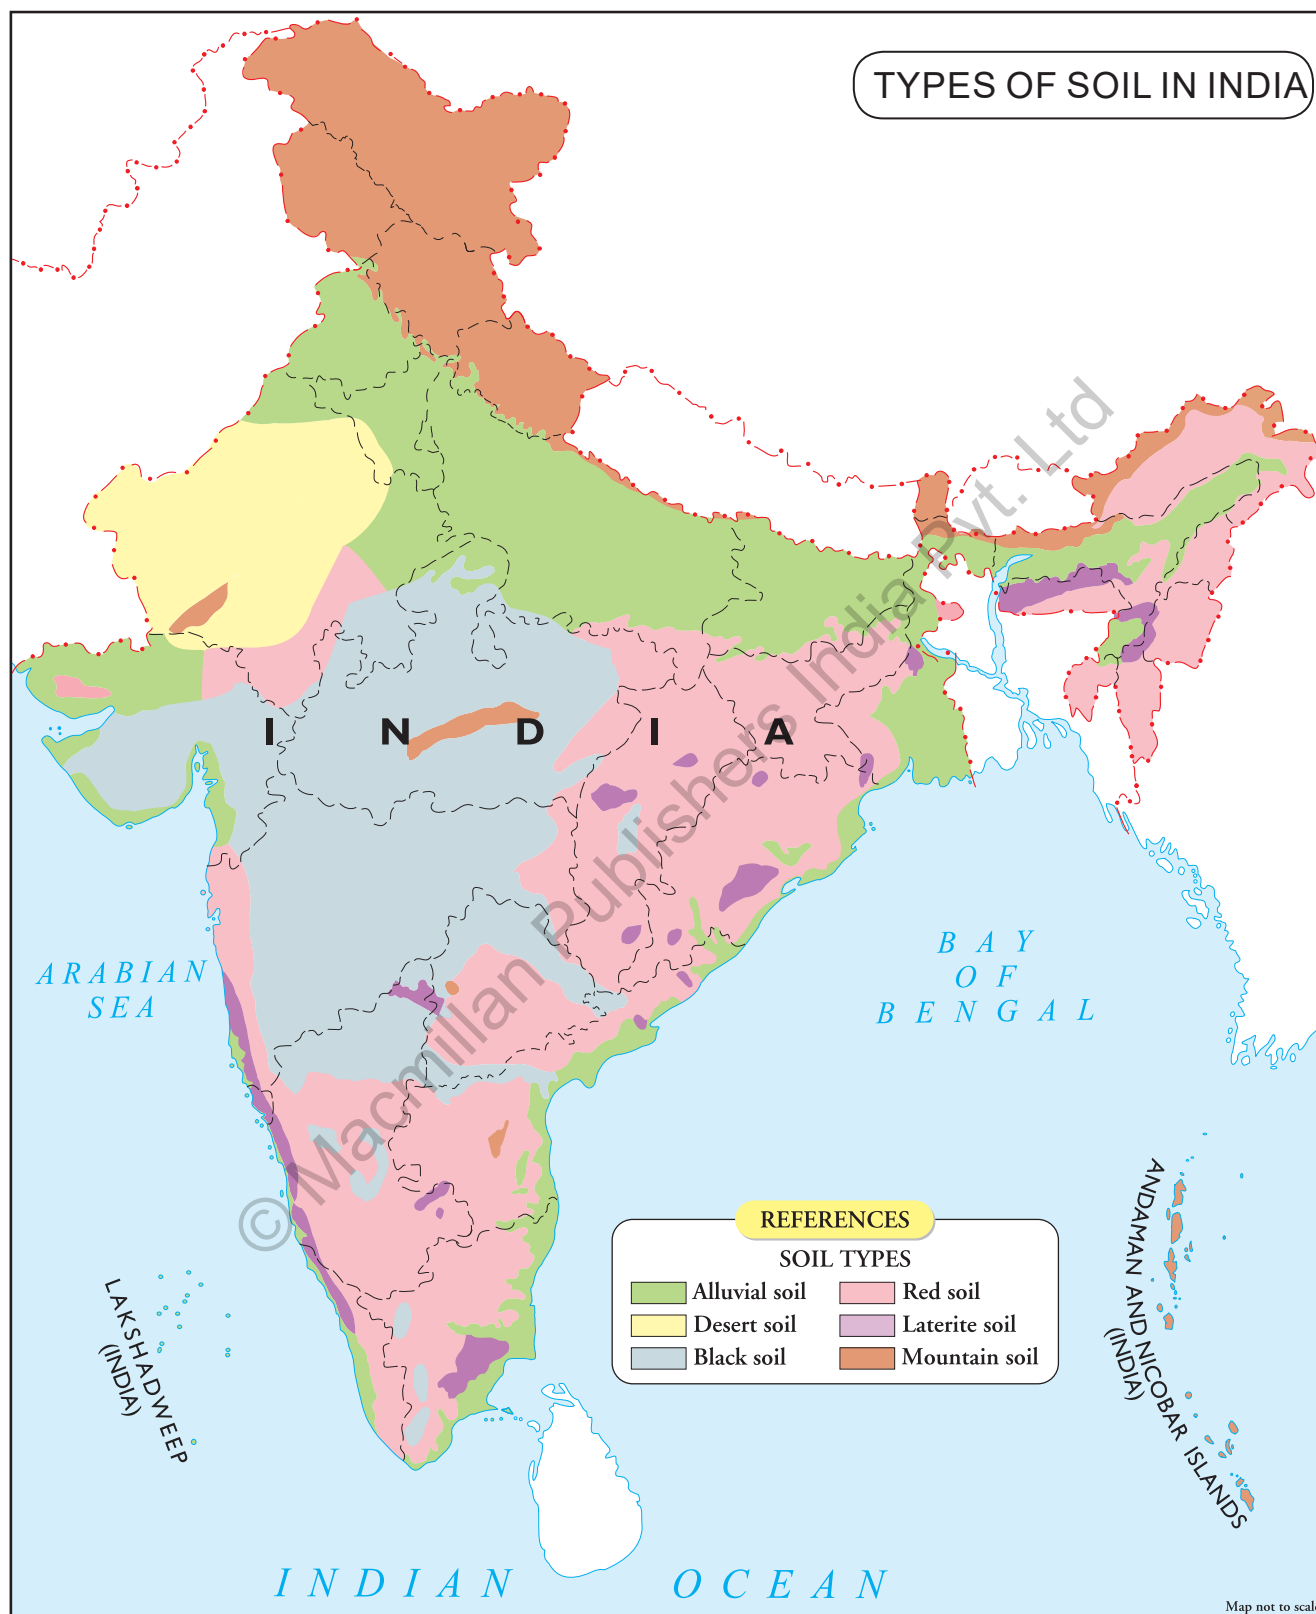 TYPES OF SOIL IN INDIA
© Macmillan Publishers India Pvt. Ltd
I N D I A
ARABIAN
SEA
BAY
OF
BENGAL
LAKSHADWEEP
(INDIA)
ANDAMAN AND NICOBAR ISLANDS
(INDIA)
REFERENCES
SOIL TYPES
Alluvial soil
Red soil
Desert soil
Laterite soil
Black soil
Mountain soil
INDIAN OCEAN
Map not to scale